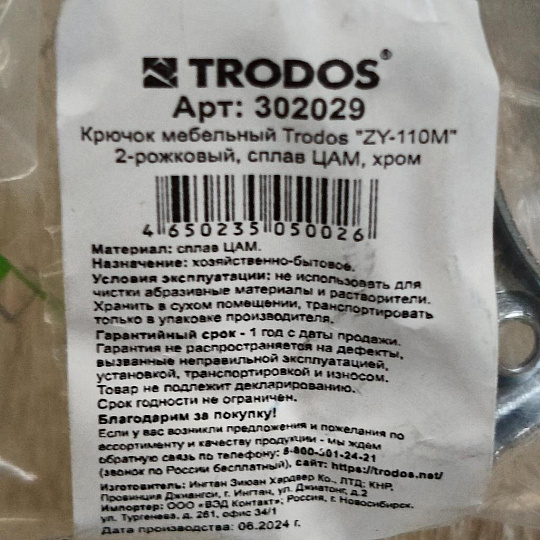 TRODOS®
Арт: 302029
Крючок мебельный Trodos "ZY-110M"
2-рожковый, сплав ЦАМ, хром
4 650235 050026
Материал: сплав ЦАМ.
Назначение: хозяйственно-бытовое.
Условия эксплуатации: не использовать для
чистки абразивные материалы и растворители.
Хранить в сухом помещении, транспортировать
только в упаковке производителя.
Гарантийный срок - 1 год с даты продажи.
Гарантия не распространяется на дефекты,
вызванные неправильной эксплуатацией,
установкой, транспортировкой и износом.
Товар не подлежит декларированию.
Срок годности не ограничен.
Благодарим за покупку!
Если у вас возникли предложения и пожелания по
ассортименту и качеству продукции - мы ждем
обратную связь по телефону: 8-800-501-24-21
(звонок по России бесплатный), сайт: https://trodos.net/
Изготовитель: Ингтан Зиюан Хардвер Ко., ЛТД; КНР,
Провинция Джиангси, г. Ингтан, ул. Джиатонг, д.2
Импортер: ООО «ВЭД Контакт»; Россия, г. Новосибирск,
ул. Тургенева, д. 261, офис 34/1
Дата производства: 06.2024 г.